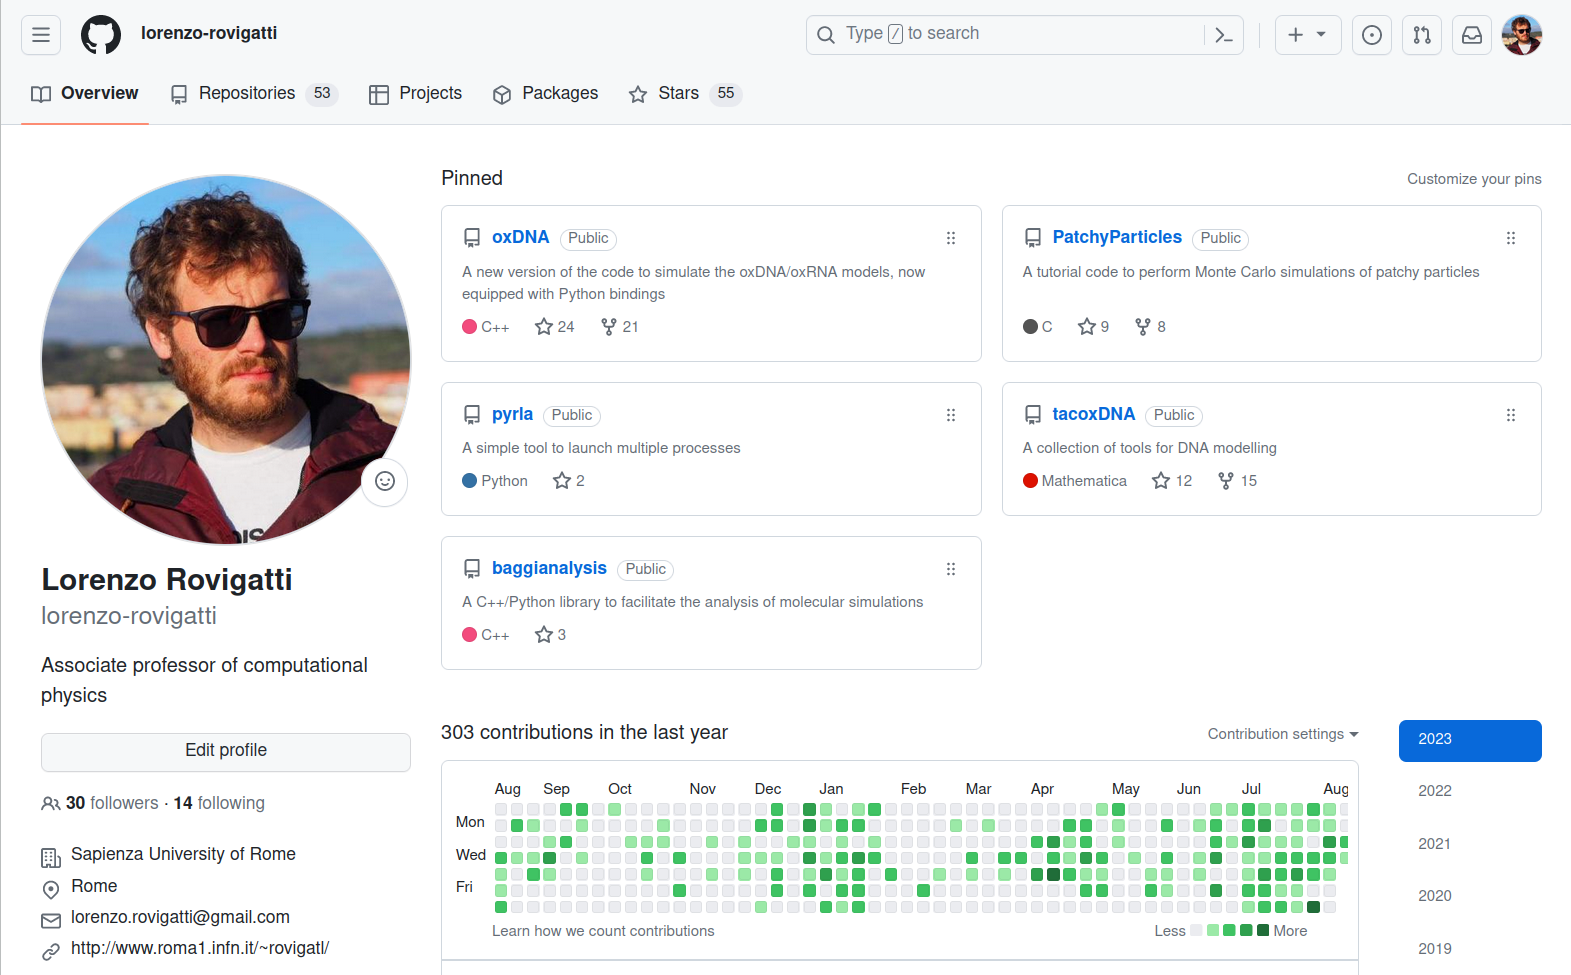 lorenzo-rovigatti
Type / to search
Overview
Repositories 53
Projects
Packages
Stars 55
Lorenzo Rovigatti
lorenzo-rovigatti
Associate professor of computational
physics
Edit profile
30 followers · 14 following
Sapienza University of Rome
Rome
lorenzo.rovigatti@gmail.com
http://www.roma1.infn.it/~rovigatl/
Pinned
Customize your pins
oxDNA Public
A new version of the code to simulate the oxDNA/oxRNA models, now
equipped with Python bindings
C++ 24 21
PatchyParticles Public
A tutorial code to perform Monte Carlo simulations of patchy particles
C 9 8
pyrla Public
A simple tool to launch multiple processes
Python 2
tacoxDNA Public
A collection of tools for DNA modelling
Mathematica 12 15
baggianalysis Public
A C++/Python library to facilitate the analysis of molecular simulations
C++ 3
303 contributions in the last year
Contribution settings
Aug Sep Oct Nov Dec Jan Feb Mar Apr May Jun Jul Aug
Mon
Wed
Fri
Learn how we count contributions
Less More
2023
2022
2021
2020
2019